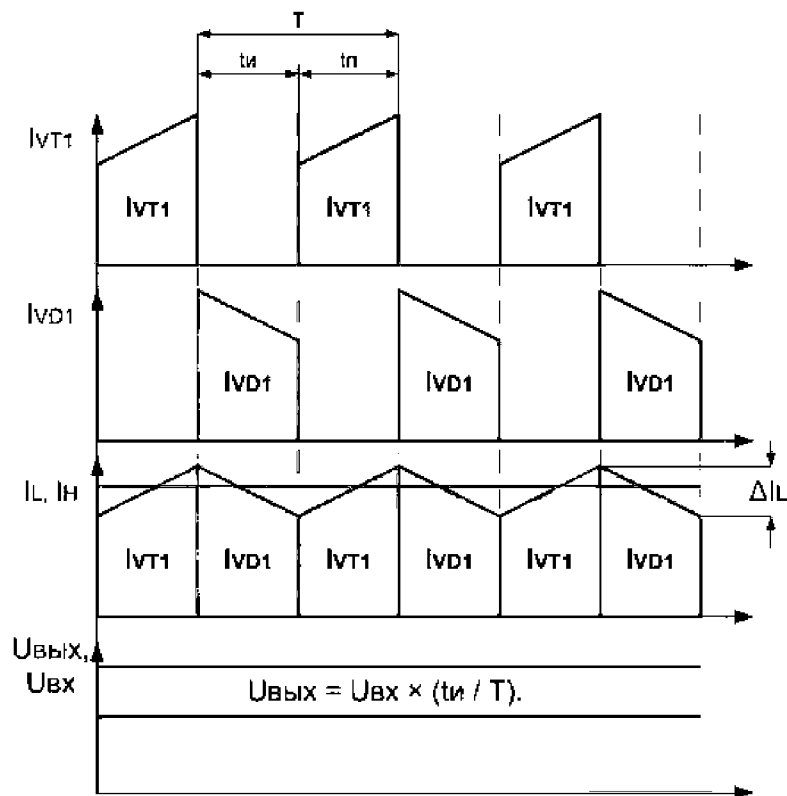 T
tи tп
IVT1
IVT1 IVT1 IVT1
IVD1
IVD1 IVD1 IVD1
IL, IН
ΔIL
IVT1 IVD1 IVT1 IVD1 IVT1 IVD1
Uвых,
Uвх
Uвых = Uвх × (tи / T).